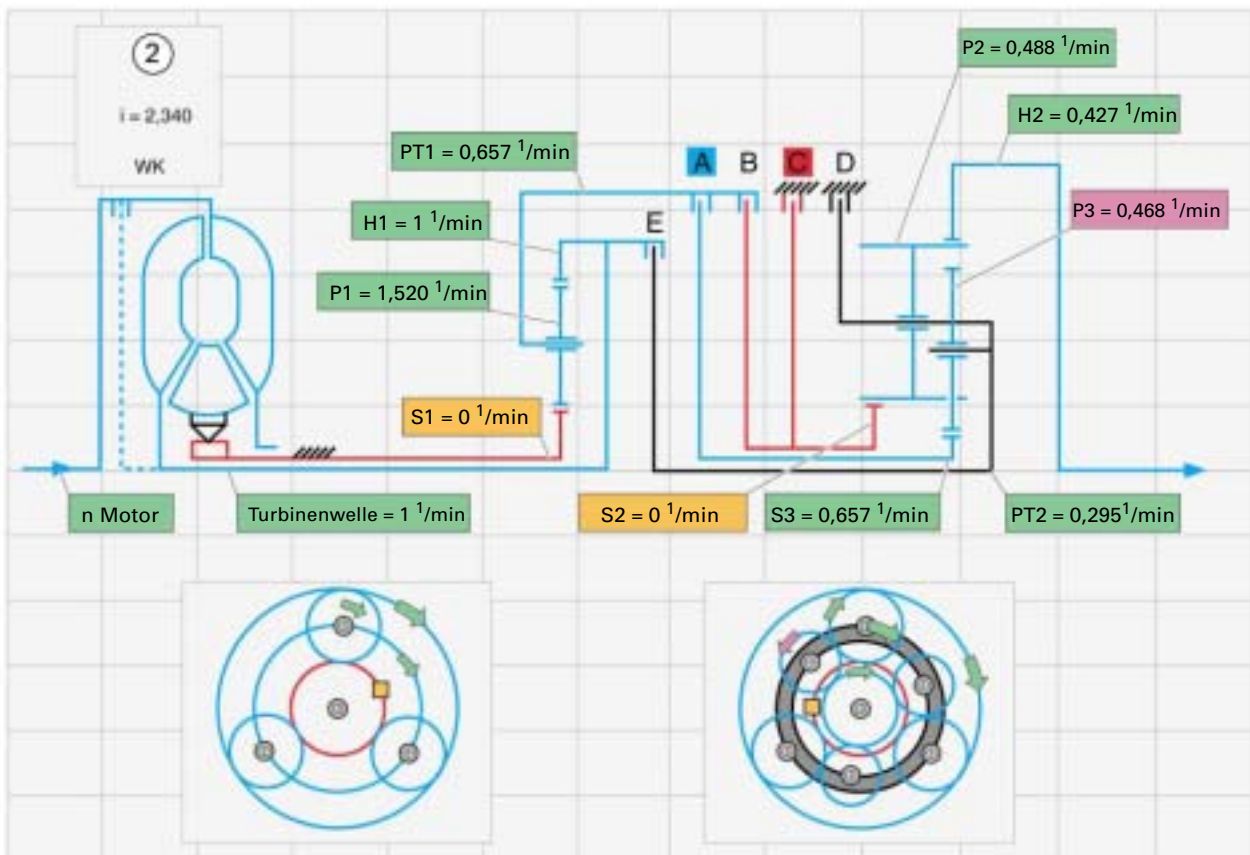 2
i = 2,340
WK
P2 = 0,488 1/min
H2 = 0,427 1/min
PT1 = 0,657 1/min
A B C D
H1 = 1 1/min
E
P3 = 0,468 1/min
P1 = 1,520 1/min
S1 = 0 1/min
n Motor
Turbinenwelle = 1 1/min
S2 = 0 1/min
S3 = 0,657 1/min
PT2 = 0,295 1/min